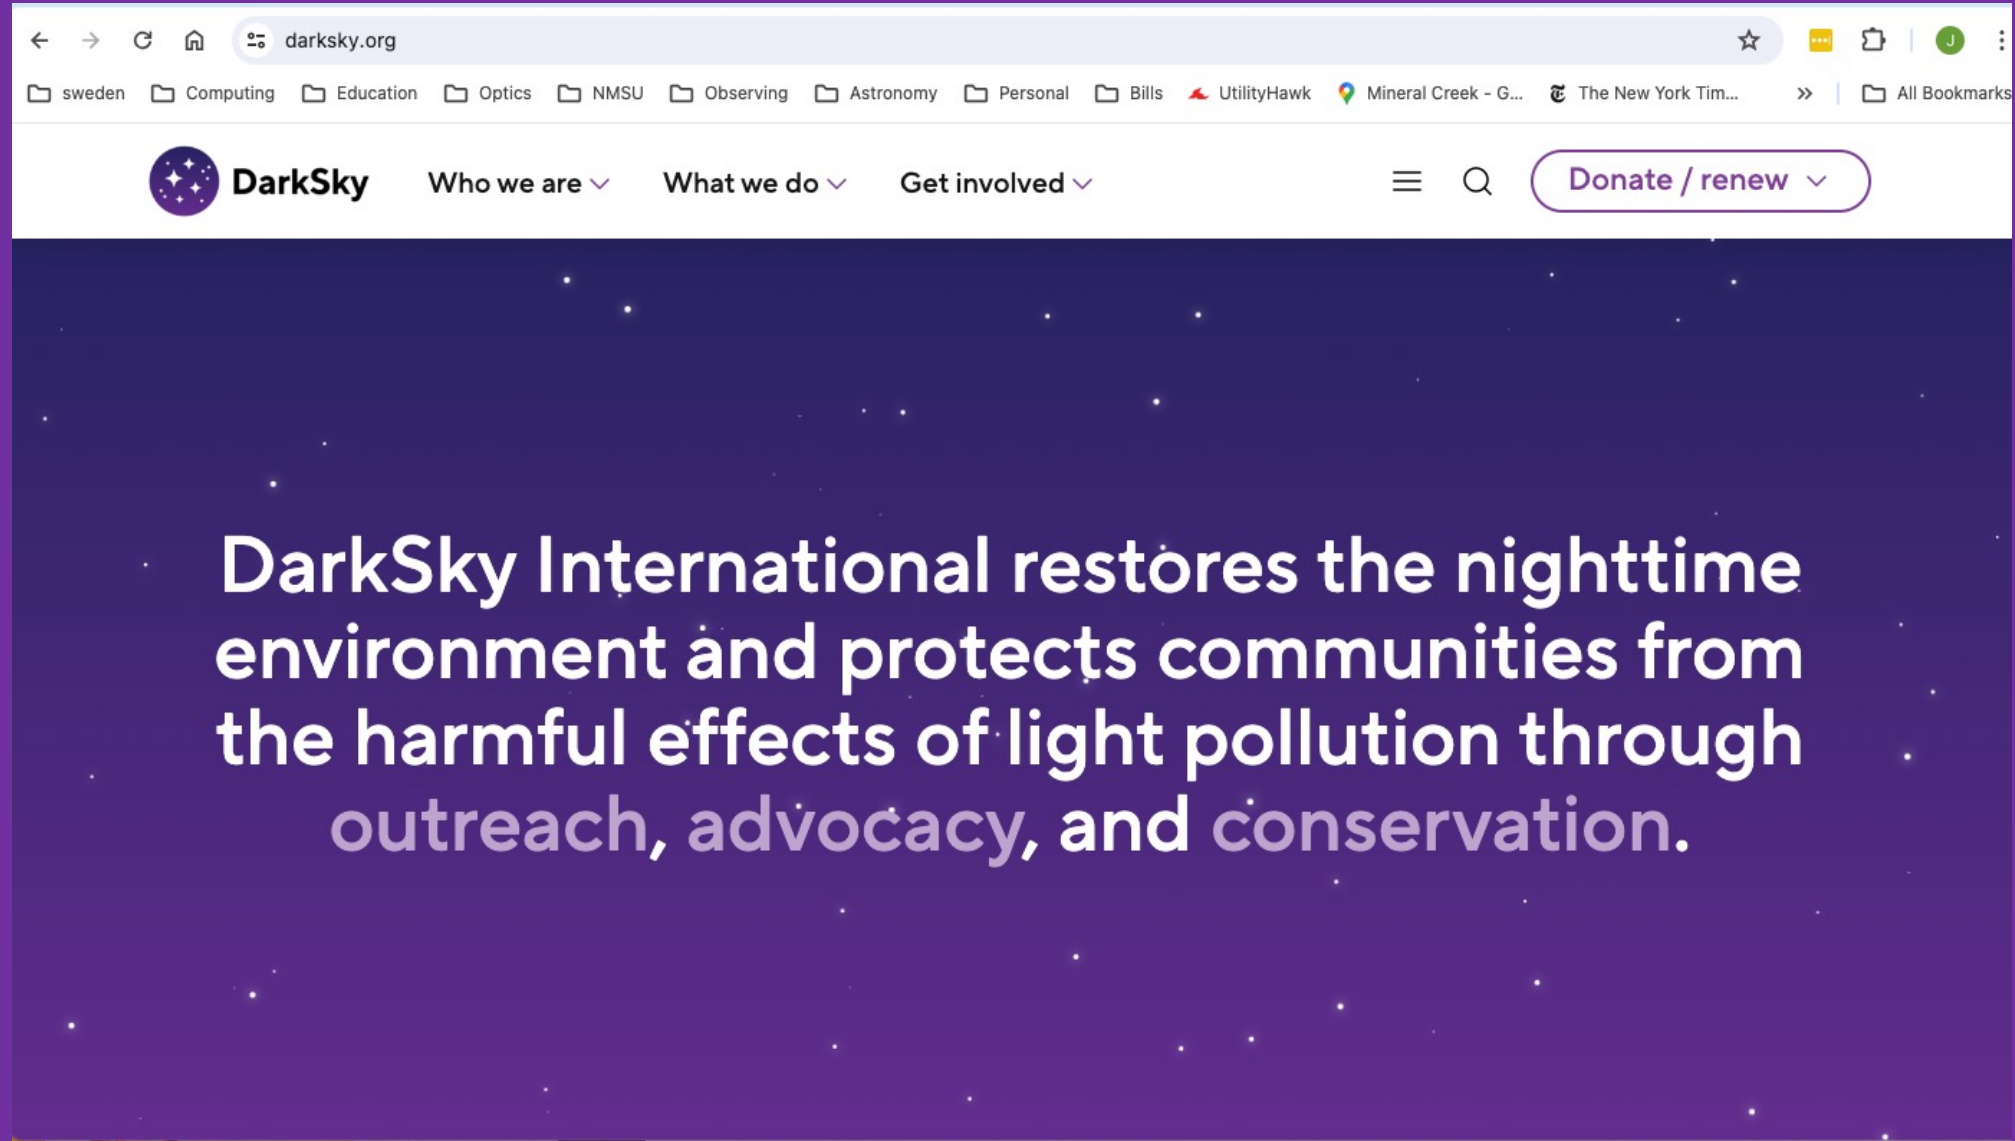 darksky.org
J
sweden Computing Education Optics NMSU Observing Astronomy Personal Bills UtilityHawk Mineral Creek - G... The New York Tim... All Bookmarks
DarkSky Who we are What we do Get involved Donate / renew
DarkSky International restores the nighttime
environment and protects communities from
the harmful effects of light pollution through
outreach, advocacy, and conservation.